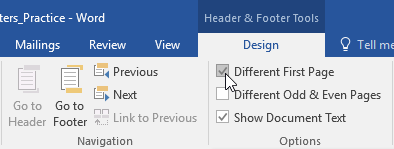 ters_Practice - Word
Header & Footer Tools
Mailings Review View Design Tell me
Go to Header
Go to Footer
Previous
Next
Link to Previous
Navigation
Different First Page
Different Odd & Even Pages
Show Document Text
Options